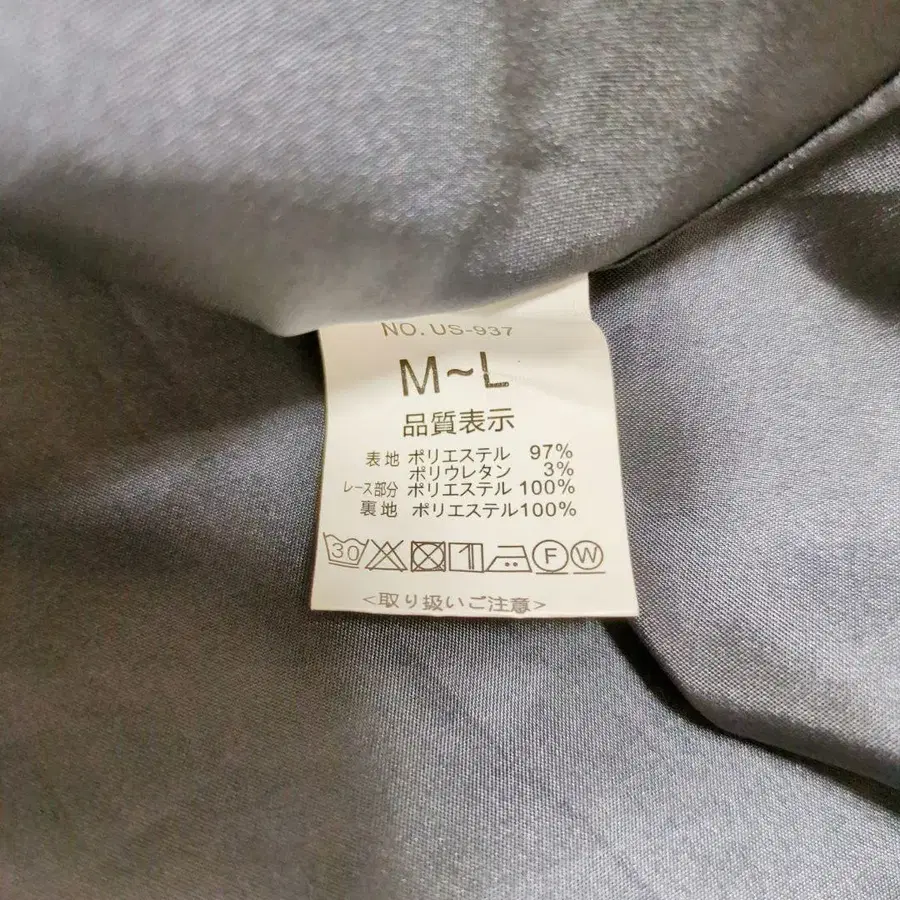 NO. US-937
M~L
品質表示
表地 ポリエステル 97%
ポリウレタン 3%
レース部分 ポリエステル 100%
裏地 ポリエステル100%
30 F W
<取り扱いご注意>